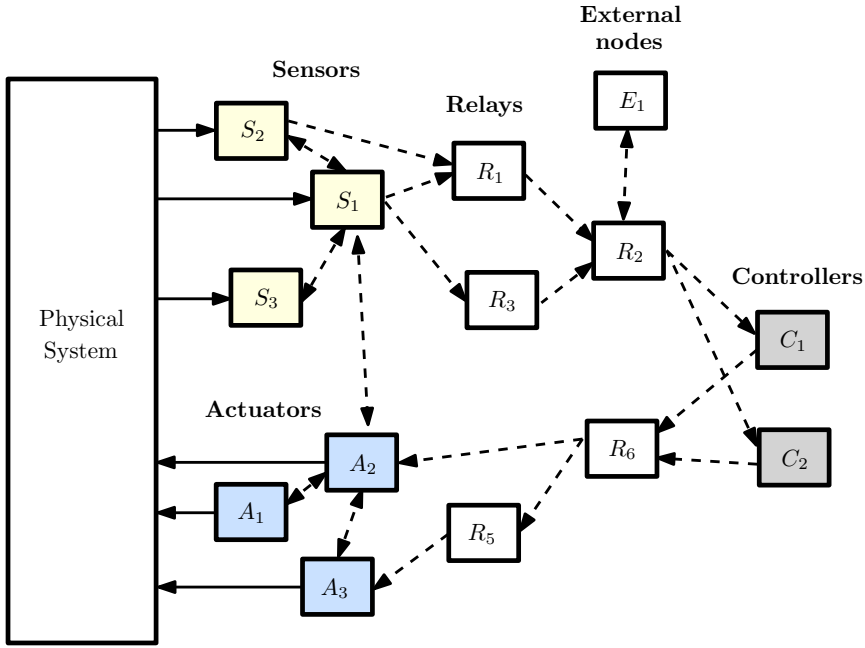 External
nodes
Sensors
Relays
E₁
S₂
R₁
S₁
R₂
Controllers
S₃
R₃
Physical
System
C₁
Actuators
A₂
R₆
C₂
A₁
R₅
A₃